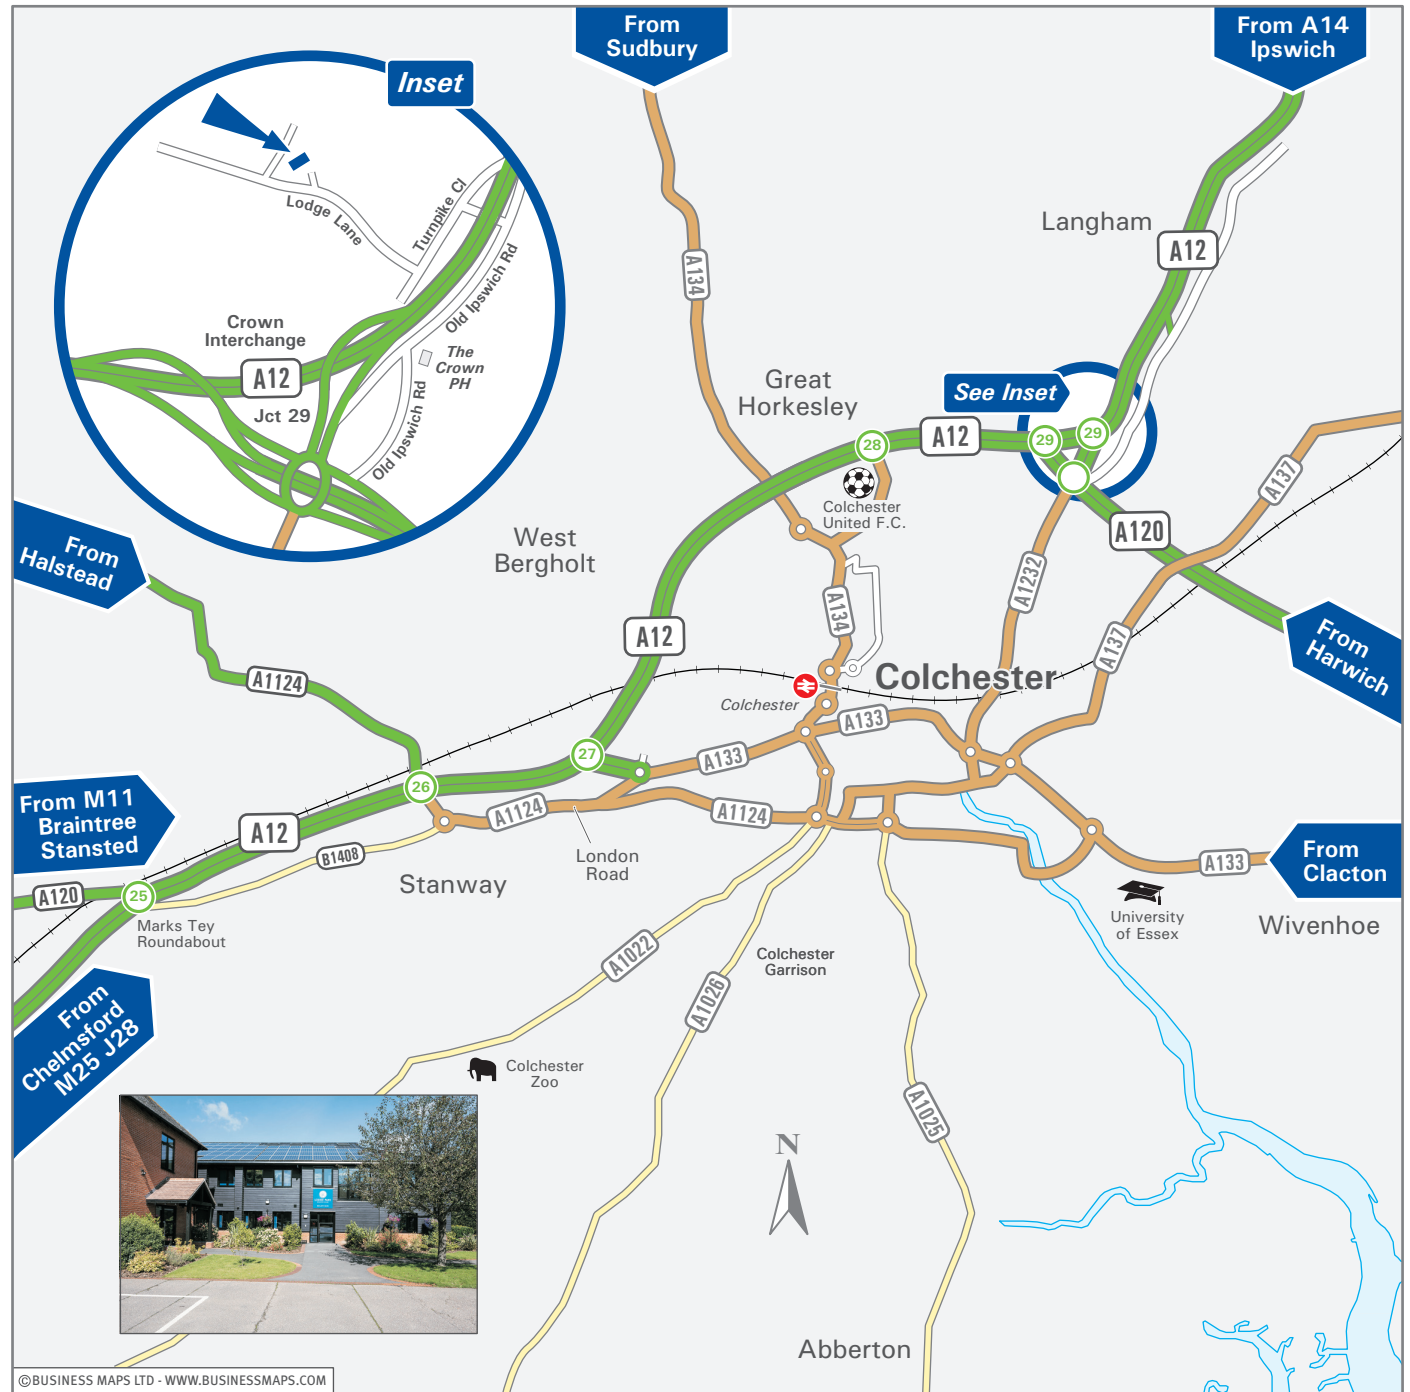 From
Sudbury
From A14
Ipswich
Inset
Lodge Lane
Turnpike Cl
Old Ipswich Rd
Crown
Interchange
A12
The
Crown
PH
Jct 29
Old Ipswich Rd
Langham
A12
A134
Great
Horkesley
See Inset
28
A12
29
29
A137
Colchester
United F.C.
A120
West
Bergholt
From
Halstead
A1232
A134
A12
A137
From
Harwich
A1124
Colchester
Colchester
A133
A133
27
26
From M11
Braintree
Stansted
A12
A1124
A1124
B1408
London
Road
Stanway
A133
From
Clacton
A120
25
Marks Tey
Roundabout
University
of Essex
Wivenhoe
A1022
Colchester
Garrison
A1026
From
Chelmsford
M25 J28
Colchester
Zoo
A1025
N
Abberton
©BUSINESS MAPS LTD - WWW.BUSINESSMAPS.COM